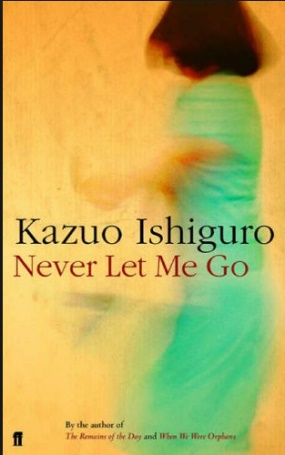 Kazuo Ishiguro
Never Let Me Go
By the author of
The Remains of the Day and When We Were Orphans
ff